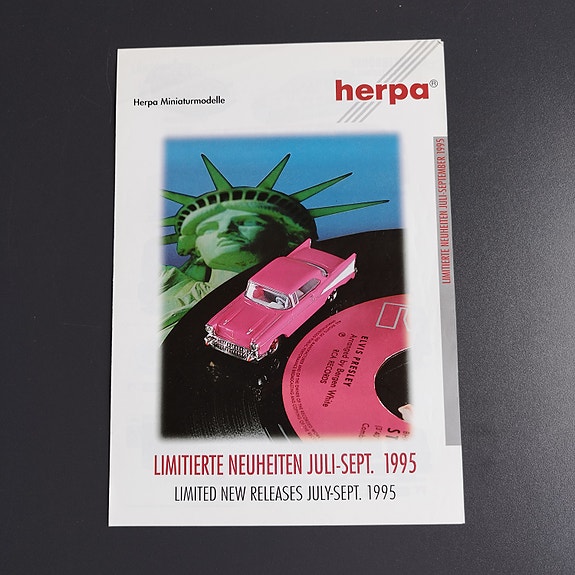 herpa®
Herpa Miniaturmodelle
LIMITIERTE NEUHEITEN JULI-SEPTEMBER 1995
ELVIS PRESLEY
Arranged by Bergen White
RCA RECORDS
LIMITIERTE NEUHEITEN JULI-SEPT. 1995
LIMITED NEW RELEASES JULY-SEPT. 1995